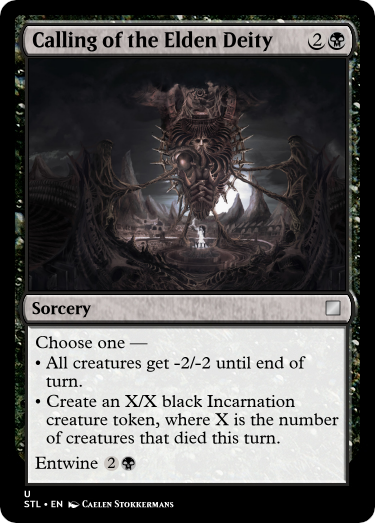 Calling of the Elden Deity 2
Sorcery
Choose one —
• All creatures get -2/-2 until end of
turn.
• Create an X/X black Incarnation
creature token, where X is the number
of creatures that died this turn.
Entwine 2
U
STL • EN Caelen Stokkermans